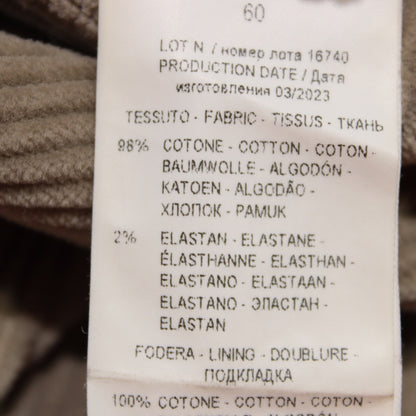 60
LOT N / номер лота 16740
PRODUCTION DATE / Дата
изготовления 03/2023
TESSUTO - FABRIC - TISSUS - ТКАНЬ
98% COTONE - COTTON - COTON -
BAUMWOLLE - ALGODÓN -
KATOEN - ALGODÃO -
ХЛОПОК - PAMUK
2% ELASTAN - ELASTANE -
ÉLASTHANNE - ELASTHAN -
ELASTANO - ELASTAAN -
ELASTANO - ЭЛАСТАН -
ELASTAN
FODERA - LINING - DOUBLURE -
ПОДКЛАДКА
100% COTONE - COTTON - COTON -